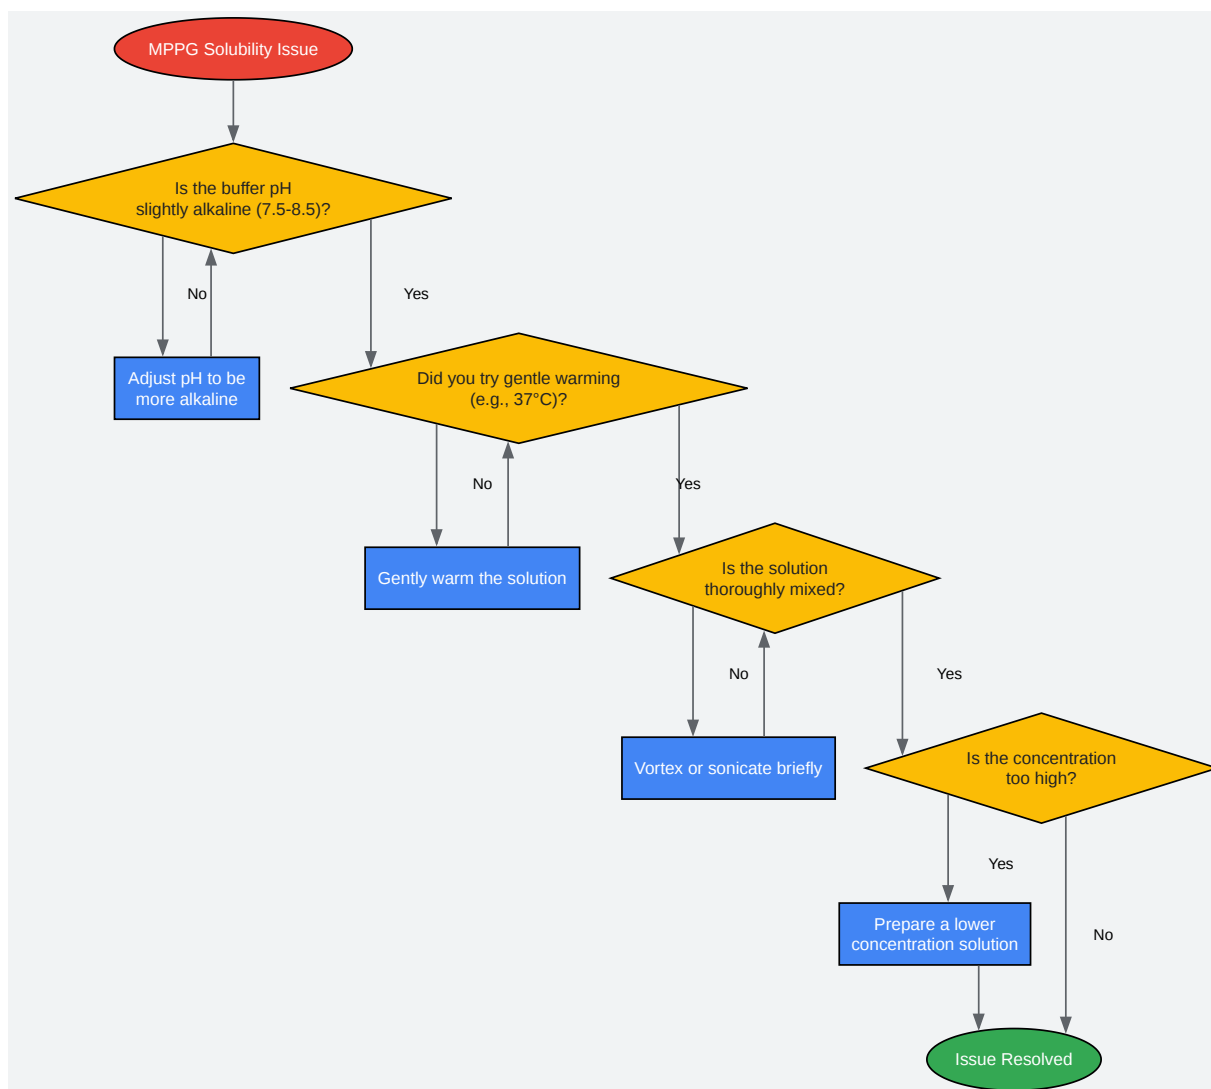 MPPG Solubility Issue
Is the buffer pH
slightly alkaline (7.5-8.5)?
No
Yes
Adjust pH to be
more alkaline
Did you try gentle warming
(e.g., 37°C)?
No
Yes
Gently warm the solution
Is the solution
thoroughly mixed?
No
Yes
Vortex or sonicate briefly
Is the concentration
too high?
Yes
No
Prepare a lower
concentration solution
Issue Resolved